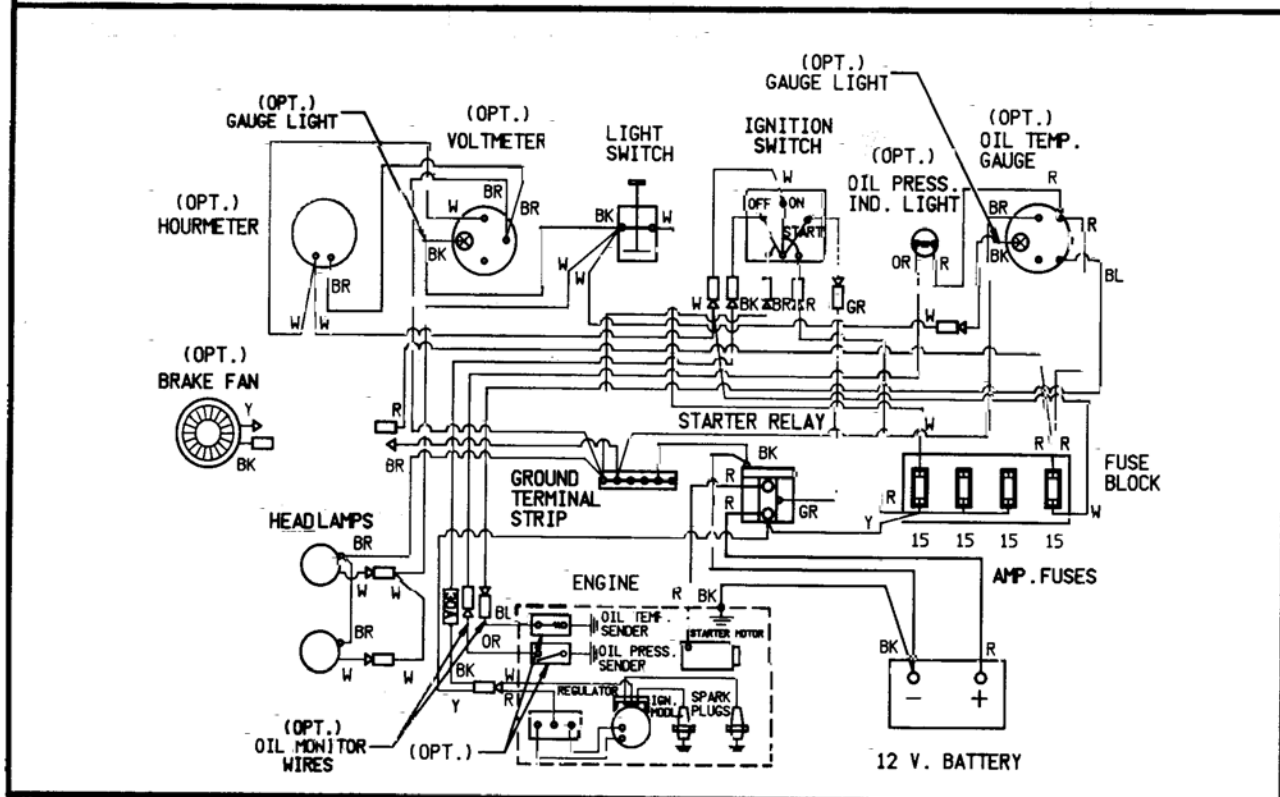 (OPT.)
GAUGE LIGHT
(OPT.)
GAUGE LIGHT
(OPT.)
VOLTMETER
LIGHT
SWITCH
IGNITION
SWITCH
(OPT.)
OIL PRESS.
IND. LIGHT
(OPT.)
OIL TEMP.
GAUGE
(OPT.)
HOURMETER
W
BR
BR
BK
BK
W
W
OFF
ON
START
R
BR
R
BK
OR
R
BL
BR
W
W
W
BK
BR
R
GR
W
(OPT.)
BRAKE FAN
Y
BK
R
BR
STARTER RELAY
W
R
R
BK
R
R
GR
Y
R
W
FUSE
BLOCK
GROUND
TERMINAL
STRIP
15
15
15
15
AMP. FUSES
HEADLAMPS
BR
W
W
BR
W
W
ENGINE
R
BK
BL
OIL TEMP.
SENDER
OR
OIL PRESS.
SENDER
STARTER MOTOR
BK
W
R
Y
REGULATOR
IGN.
MODL
SPARK
PLUGS
BK
R
-
+
(OPT.)
OIL MONITOR
WIRES
(OPT.)
12 V. BATTERY